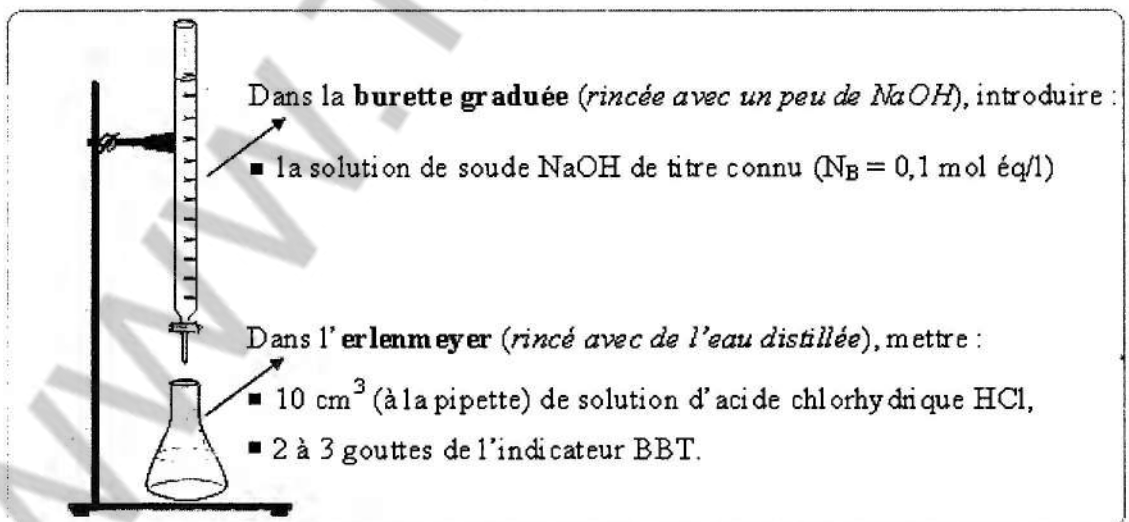 Dans la burette graduée (rincée avec un peu de NaOH), introduire :
▪ la solution de soude NaOH de titre connu (N_B = 0,1 mol éq/l)
Dans l'erlenmeyer (rincé avec de l'eau distillée), mettre :
▪ 10 cm³ (à la pipette) de solution d'acide chlorhydrique HCl,
▪ 2 à 3 gouttes de l'indicateur BBT.